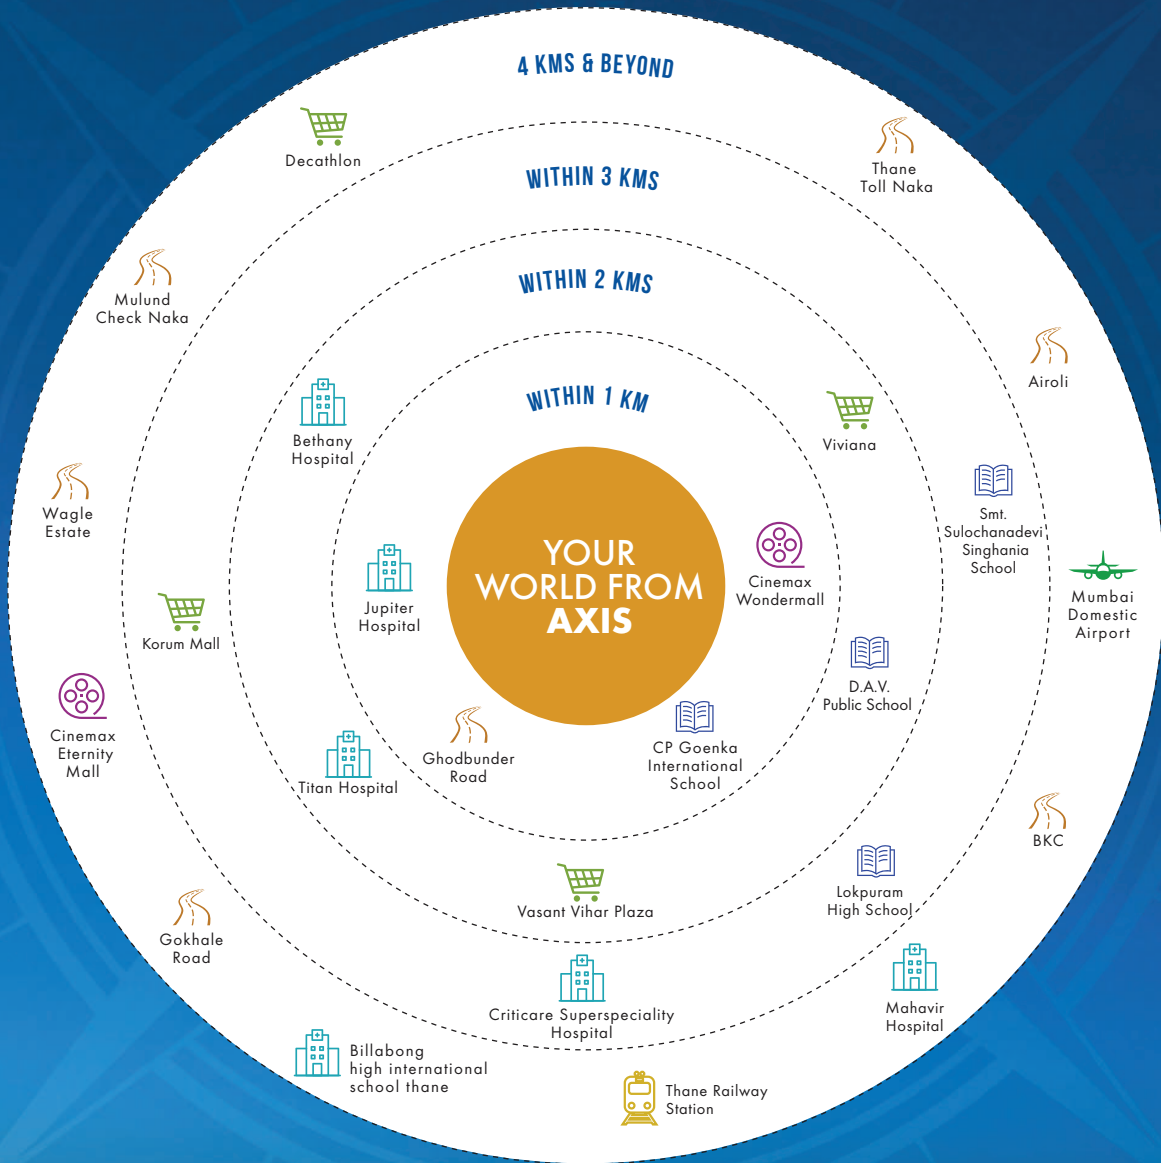 4 KMS & BEYOND
Decathlon
Thane
Toll Naka
WITHIN 3 KMS
WITHIN 2 KMS
Mulund
Check Naka
Airoli
WITHIN 1 KM
Bethany
Hospital
Viviana
Wagle
Estate
Smt.
Sulochanadevi
Singhania
School
YOUR
WORLD FROM
AXIS
Jupiter
Hospital
Cinemax
Wondermall
Mumbai
Domestic
Airport
Korum Mall
D.A.V.
Public School
Cinemax
Eternity
Mall
Titan Hospital
Ghodbunder
Road
CP Goenka
International
School
BKC
Vasant Vihar Plaza
Lokpuram
High School
Gokhale
Road
Criticare Superspeciality
Hospital
Mahavir
Hospital
Billabong
high international
school thane
Thane Railway
Station